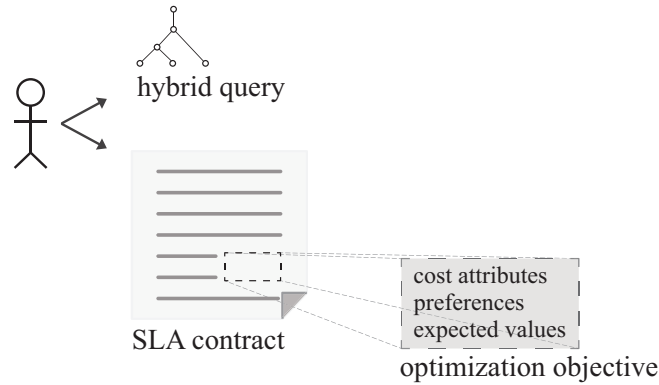 hybrid query
SLA contract
cost attributes
preferences
expected values
optimization objective